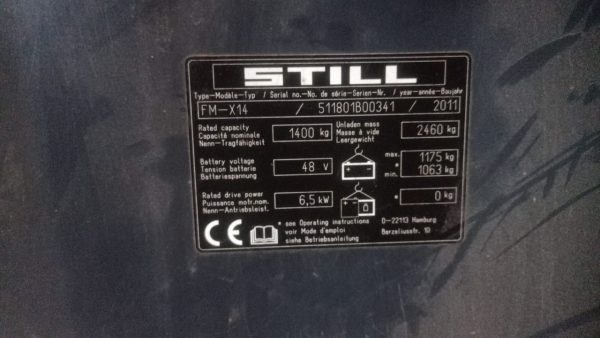 STILL
Type-Modèle-Typ / Serial no.-No. de série-Serien-Nr. / year-année-Baujahr
FM-X14 / 511801B00341 / 2011
Rated capacity
Capacité nominale
Nenn-Tragfähigkeit
1400 kg
Unladen mass
Masse à vide
Leergewicht
2460 kg
Battery voltage
Tension batterie
Batteriespannung
48 V
max. 1175 kg
*
min. 1063 kg
Rated drive power
Puissance motr.nom.
Nenn-Antriebsleist.
6,5 kW
* 0 kg
CE
* see Operating instructions
voir Mode d'emploi
siehe Betriebsanleitung
D-22113 Hamburg
Berzeliusstr. 10